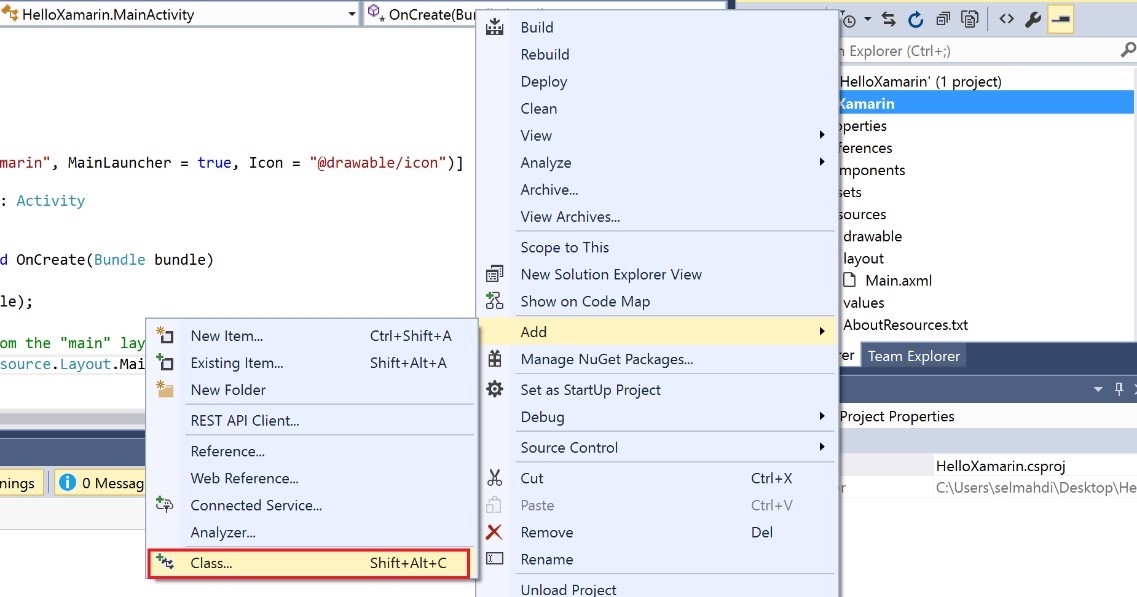 HelloXamarin.MainActivity
OnCreate(Bu
marin", MainLauncher = true, Icon = "@drawable/icon")]
: Activity
d OnCreate(Bundle bundle)
le);
om the "main" lay
source.Layout.Mai
nings
0 Messag
New Item... Ctrl+Shift+A
Existing Item... Shift+Alt+A
New Folder
REST API Client...
Reference...
Web Reference...
Connected Service...
Analyzer...
Class... Shift+Alt+C
Build
Rebuild
Deploy
Clean
View
Analyze
Archive...
View Archives...
Scope to This
New Solution Explorer View
Show on Code Map
Add
Manage NuGet Packages...
Set as StartUp Project
Debug
Source Control
Cut Ctrl+X
Paste Ctrl+V
Remove Del
Rename
Unload Project
n Explorer (Ctrl+;)
HelloXamarin' (1 project)
Xamarin
operties
ferences
mponents
sets
sources
drawable
layout
Main.axml
values
AboutResources.txt
rer Team Explorer
Project Properties
HelloXamarin.csproj
er C:\Users\selmahdi\Desktop\He